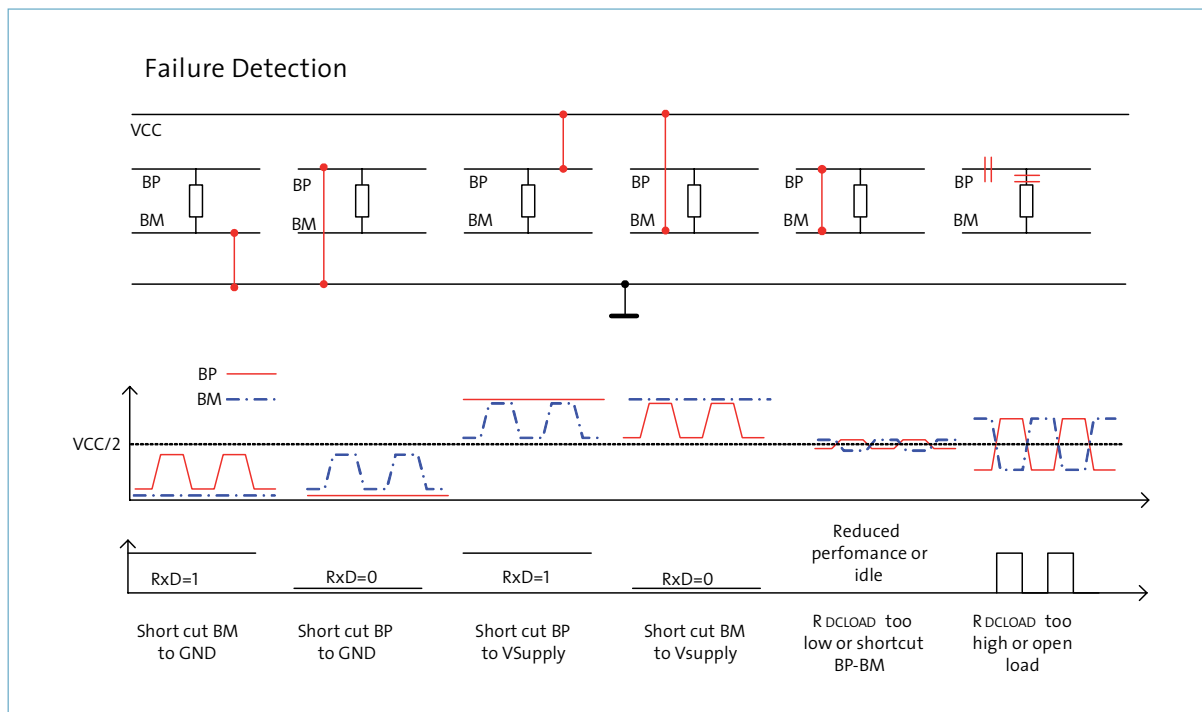 Failure Detection
VCC
BP
BM
BP
BM
BP
BM
BP
BM
BP
BM
BP
BM
BP
BM
VCC/2
RxD=1
RxD=0
RxD=1
RxD=0
Reduced
perfomance or
idle
Short cut BM
to GND
Short cut BP
to GND
Short cut BP
to VSupply
Short cut BM
to Vsupply
R DCLOAD too
low or shortcut
BP-BM
R DCLOAD too
high or open
load